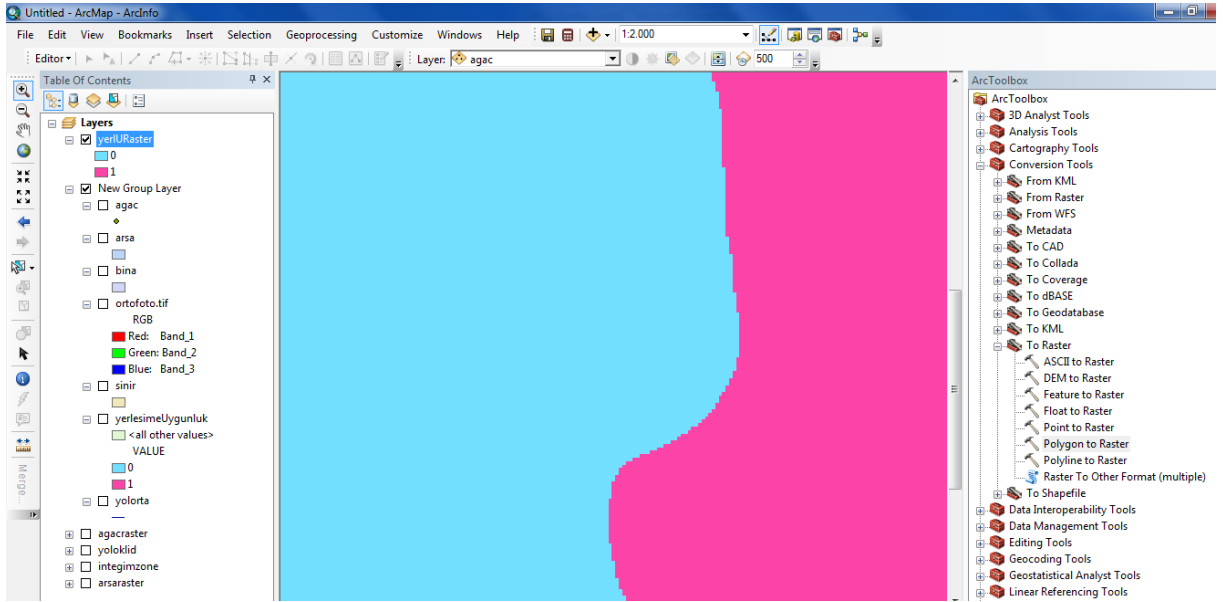 Untitled - ArcMap - ArcInfo
File Edit View Bookmarks Insert Selection Geoprocessing Customize Windows Help 1:2.000
Editor Layer: agac 500
Table Of Contents
Layers
yerlURaster
0
1
New Group Layer
agac
arsa
bina
ortofoto.tif
RGB
Red: Band_1
Green: Band_2
Blue: Band_3
sinir
yerlesimeUygunluk
<all other values>
VALUE
0
1
yolorta
agacraster
yoloklid
integimzone
arsaraster
Merge...
ArcToolbox
ArcToolbox
3D Analyst Tools
Analysis Tools
Cartography Tools
Conversion Tools
From KML
From Raster
From WFS
Metadata
To CAD
To Collada
To Coverage
To dBASE
To Geodatabase
To KML
To Raster
ASCII to Raster
DEM to Raster
Feature to Raster
Float to Raster
Point to Raster
Polygon to Raster
Polyline to Raster
Raster To Other Format (multiple)
To Shapefile
Data Interoperability Tools
Data Management Tools
Editing Tools
Geocoding Tools
Geostatistical Analyst Tools
Linear Referencing Tools